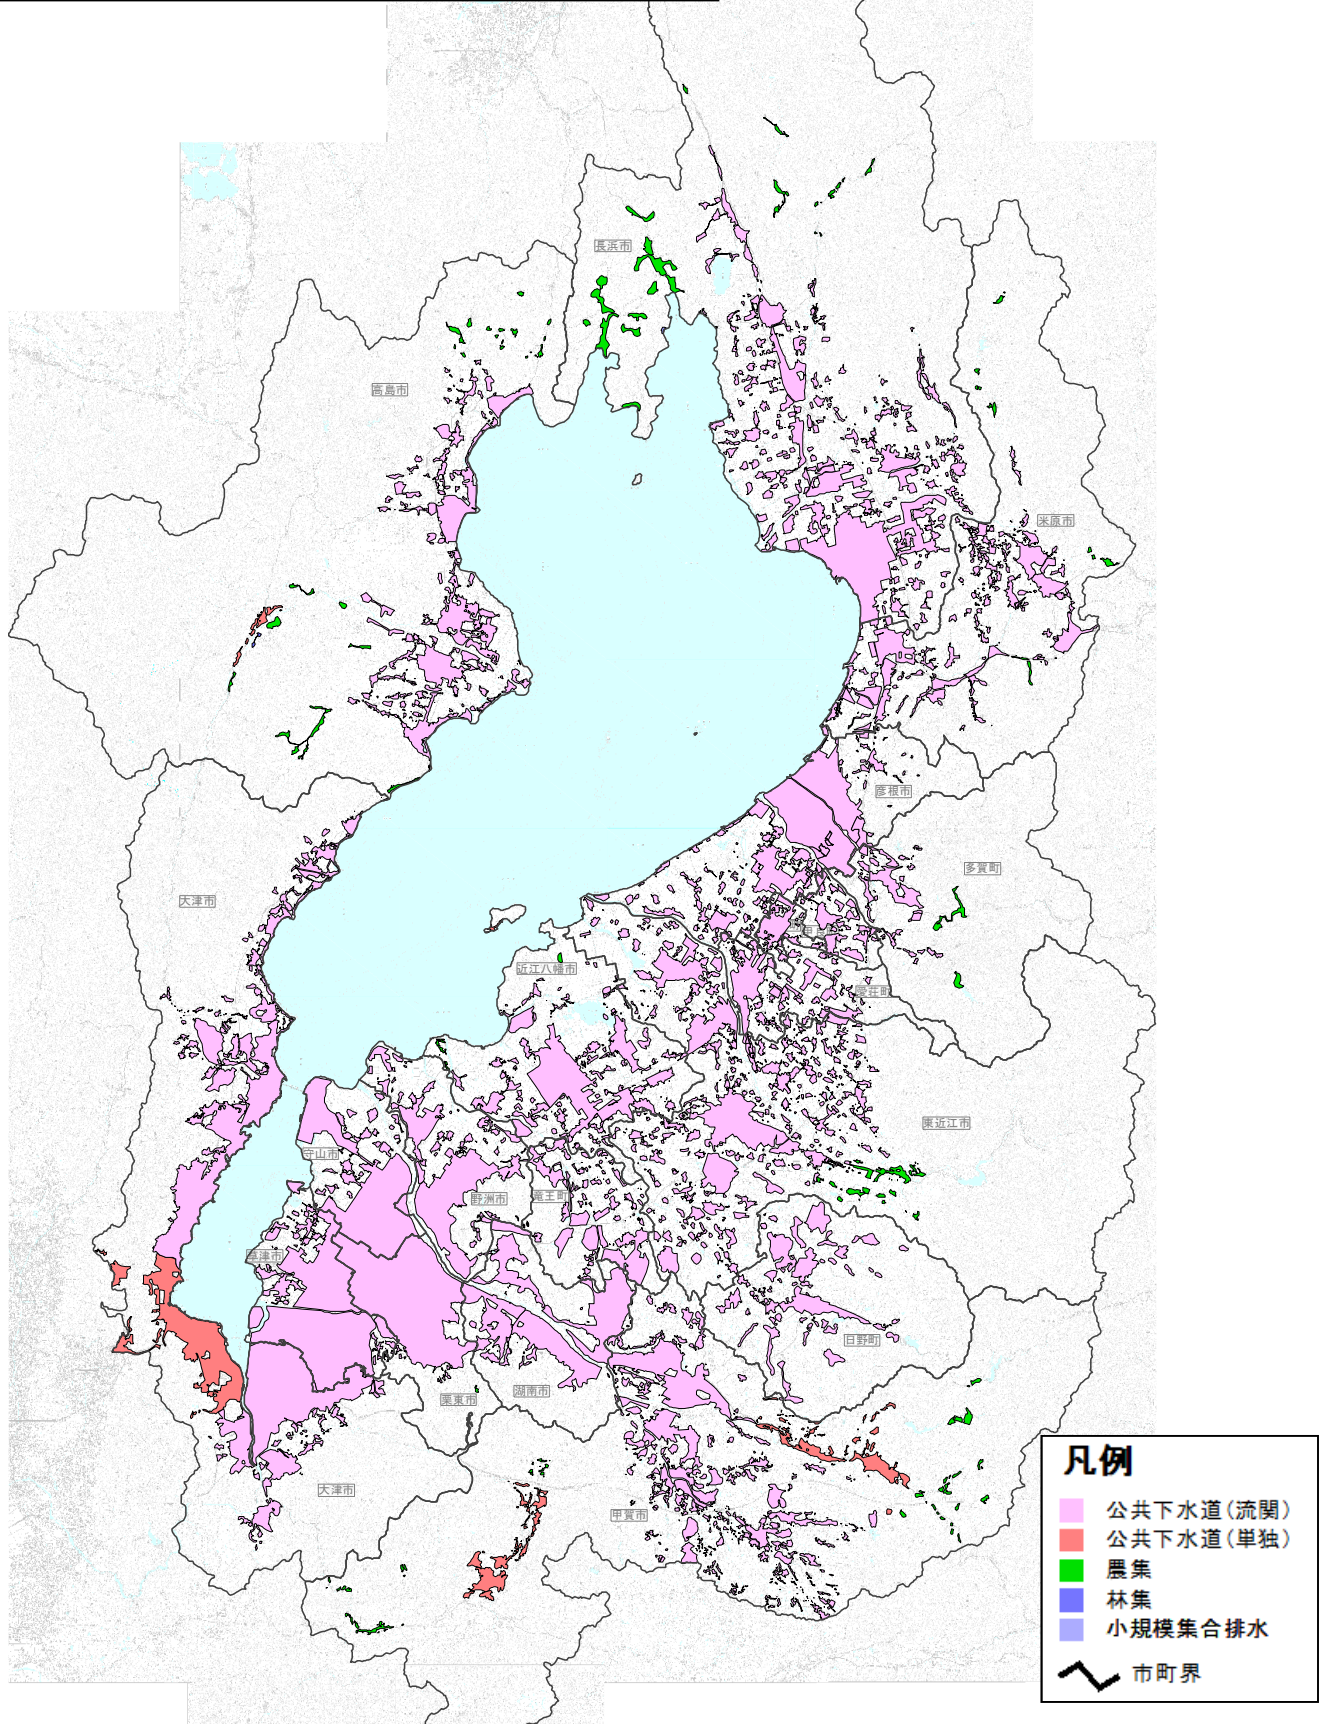 長浜市
高島市
米原市
彦根市
多賀町
大津市
近江八幡市
愛荘町
東近江市
守山市
野洲市
竜王町
草津市
日野町
湖南市
栗東市
大津市
甲賀市
凡例
公共下水道(流関)
公共下水道(単独)
農集
林集
小規模集合排水
市町界